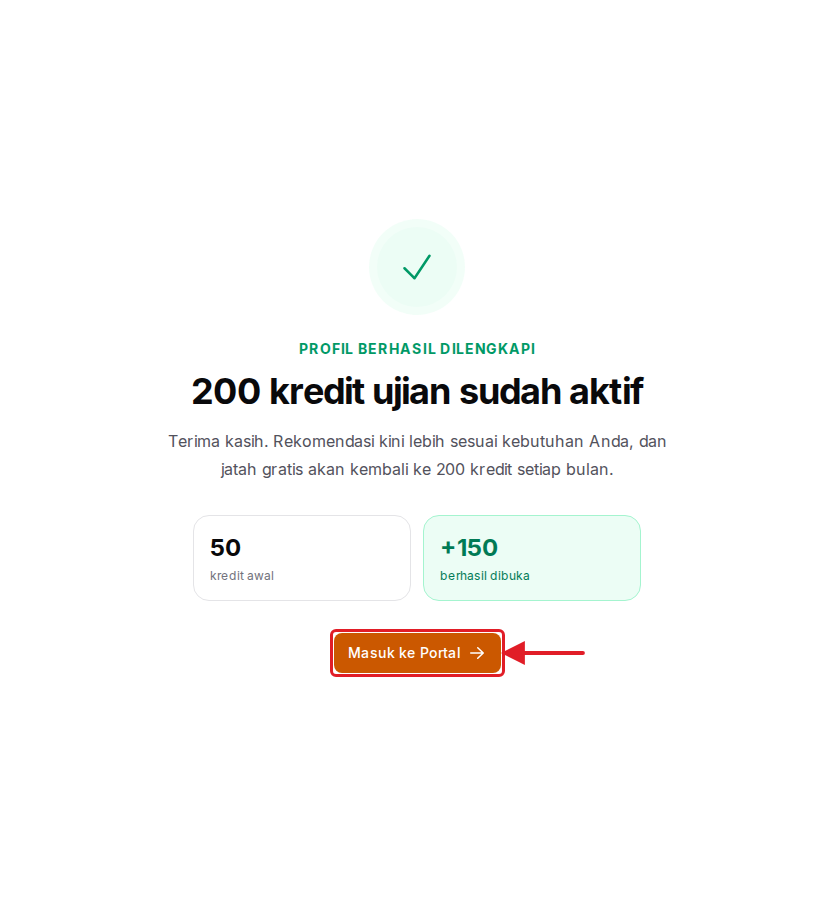 PROFIL BERHASIL DILENGKAPI
200 kredit ujian sudah aktif
Terima kasih. Rekomendasi kini lebih sesuai kebutuhan Anda, dan
jatah gratis akan kembali ke 200 kredit setiap bulan.
50
kredit awal
+150
berhasil dibuka
Masuk ke Portal